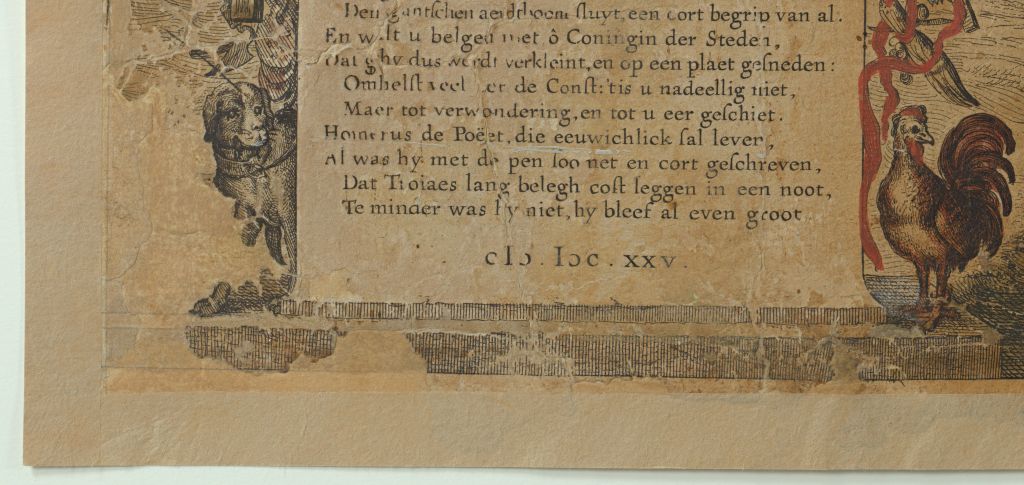 Den gantschen aerdboom sluyt, een cort begrip van al.
En wilt u belgen niet ô Coningin der Steden,
Dat ghy dus werdt verkleint, en op een plaet gesneden:
Omhelst veel de Const: 'tis u nadeellig niet,
Maer tot verwondering, en tot u eer geschiet.
Homerus de Poëet, die eeuwichlick sal leven,
Al was hy met de pen soo net en cort geschreven,
Dat Troiaes lang belegh cost leggen in een noot,
Te minder was hy niet, hy bleef al even groot
cIɔ. Iɔc. xxv.